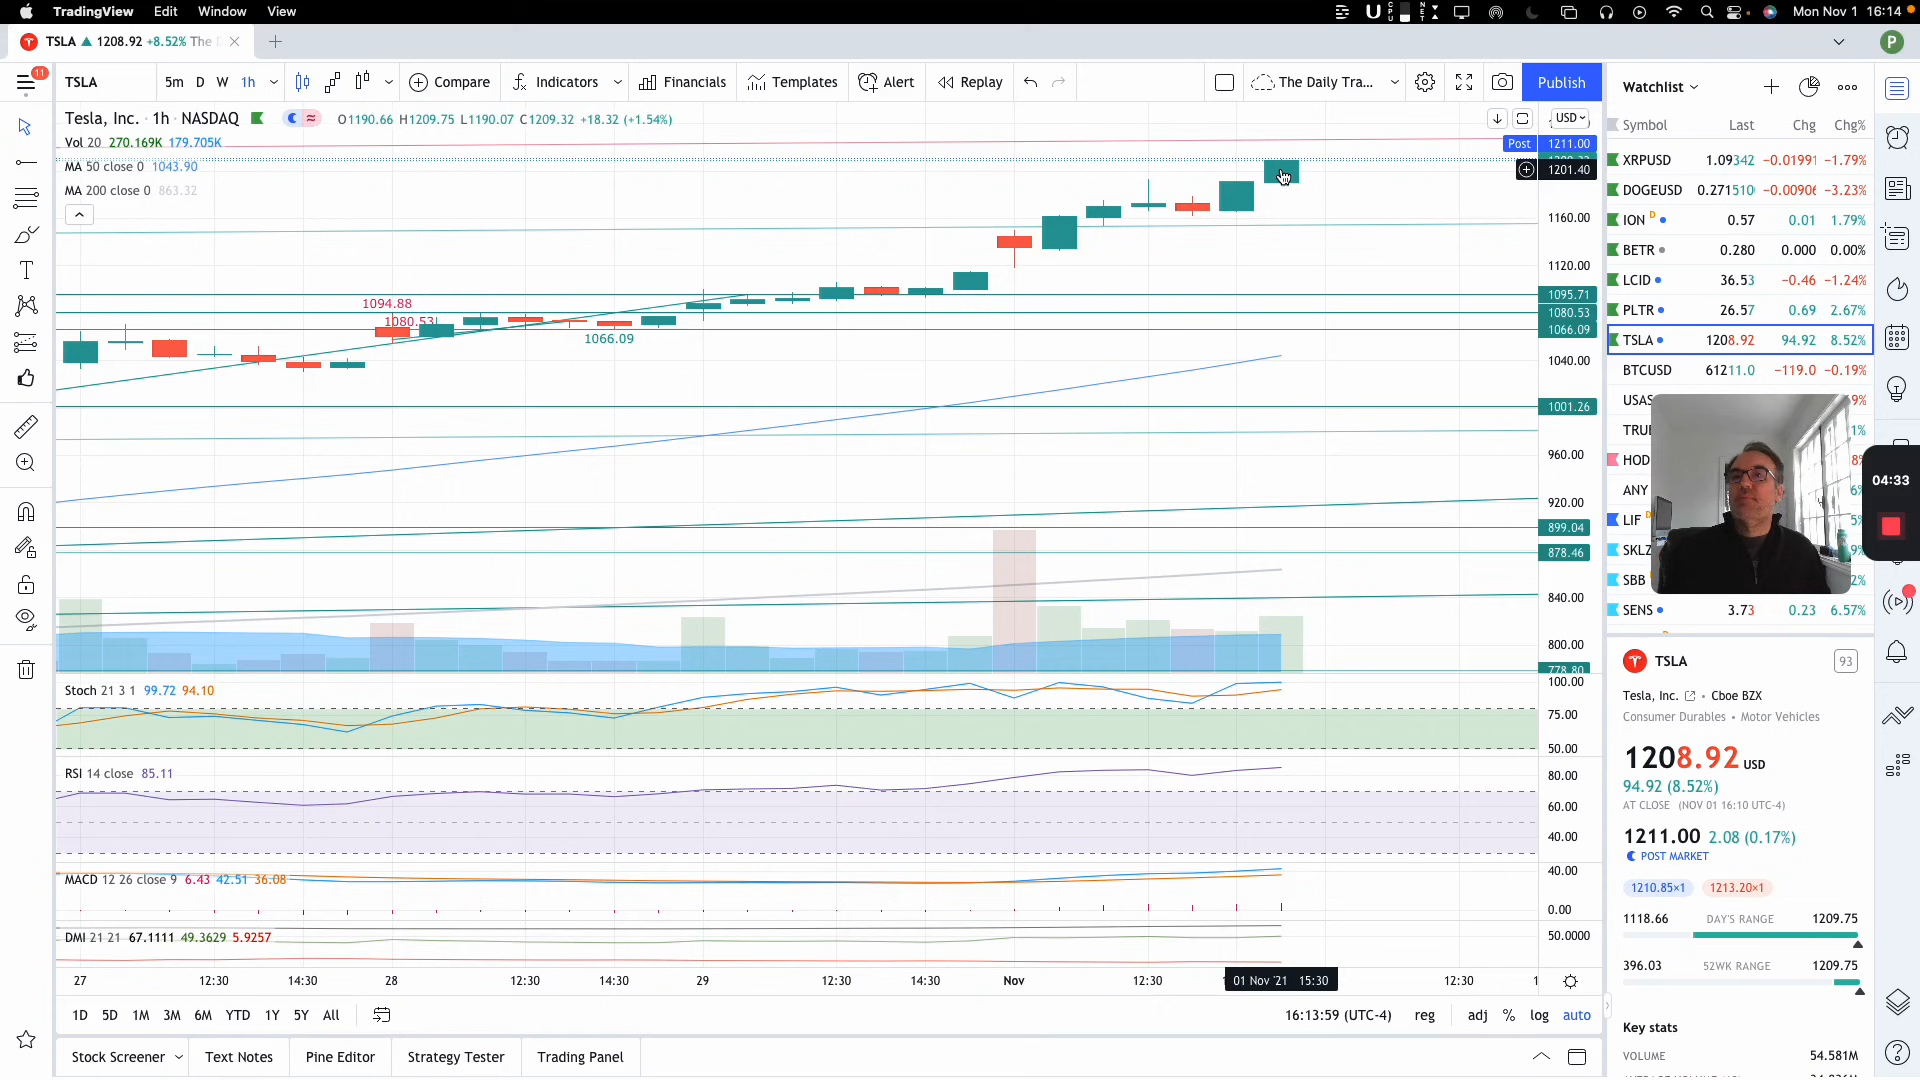 TradingView Edit Window View
CPU NET Mon Nov 1 16:14
TSLA ▲ 1208.92 +8.52% The D
P
11
TSLA 5m D W 1h Compare Indicators Financials Templates Alert Replay The Daily Tra... Publish
Tesla, Inc. · 1h · NASDAQ O1190.66 H1209.75 L1190.07 C1209.32 +18.32 (+1.54%)
Vol 20 270.169K 179.705K
MA 50 close 0 1043.90
MA 200 close 0 863.32
USD
Post 1211.00
1201.40
1160.00
1120.00
1095.71
1080.53
1066.09
1040.00
1001.26
960.00
920.00
899.04
878.46
840.00
800.00
778.80
1094.88
1080.53
1066.09
Stoch 21 3 1 99.72 94.10
100.00
75.00
50.00
RSI 14 close 85.11
80.00
60.00
40.00
MACD 12 26 close 9 6.43 42.51 36.08
40.00
0.00
DMI 21 21 67.1111 49.3629 5.9257
50.0000
27 12:30 14:30 28 12:30 14:30 29 12:30 14:30 Nov 12:30 01 Nov '21 15:30 12:30 1
1D 5D 1M 3M 6M YTD 1Y 5Y All
16:13:59 (UTC-4) reg adj % log auto
Stock Screener Text Notes Pine Editor Strategy Tester Trading Panel
Watchlist
Symbol Last Chg Chg%
XRPUSD 1.09342 −0.01991 −1.79%
DOGEUSD 0.271510 −0.00906 −3.23%
ION D 0.57 0.01 1.79%
BETR 0.280 0.000 0.00%
LCID 36.53 −0.46 −1.24%
PLTR 26.57 0.69 2.67%
TSLA 1208.92 94.92 8.52%
BTCUSD 61211.0 −119.0 −0.19%
USAS 9%
TRUE 1%
HOD 8%
ANY 6%
LIF D 5%
SKLZ 9%
SBB 2%
SENS 3.73 0.23 6.57%
04:33
TSLA 93
Tesla, Inc. • Cboe BZX
Consumer Durables • Motor Vehicles
1208.92 USD
94.92 (8.52%)
AT CLOSE (NOV 01 16:10 UTC-4)
1211.00 2.08 (0.17%)
POST MARKET
1210.85×1 1213.20×1
1118.66 DAY'S RANGE 1209.75
396.03 52WK RANGE 1209.75
Key stats
VOLUME 54.581M